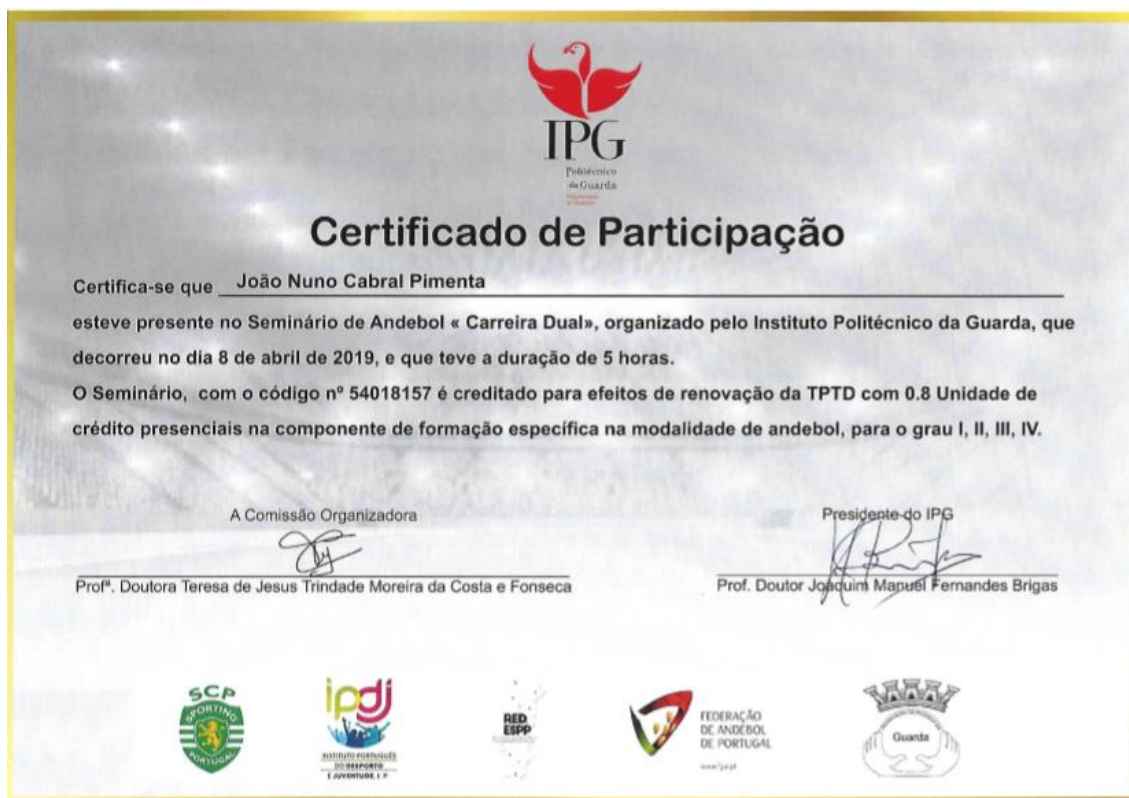 IPG
Politécnico
da Guarda
Certificado de Participação
Certifica-se que João Nuno Cabral Pimenta
esteve presente no Seminário de Andebol « Carreira Dual», organizado pelo Instituto Politécnico da Guarda, que
decorreu no dia 8 de abril de 2019, e que teve a duração de 5 horas.
O Seminário, com o código nº 54018157 é creditado para efeitos de renovação da TPTD com 0.8 Unidade de
crédito presenciais na componente de formação específica na modalidade de andebol, para o grau I, II, III, IV.
A Comissão Organizadora
Presidente do IPG
Profª. Doutora Teresa de Jesus Trindade Moreira da Costa e Fonseca
Prof. Doutor Joaquim Manuel Fernandes Brigas
SCP
SPORTING
PORTUGAL
ipdj
INSTITUTO PORTUGUÊS
DO DESPORTO
E JUVENTUDE, I. P.
RED
ESPP
FEDERAÇÃO
DE ANDEBOL
DE PORTUGAL
Guarda